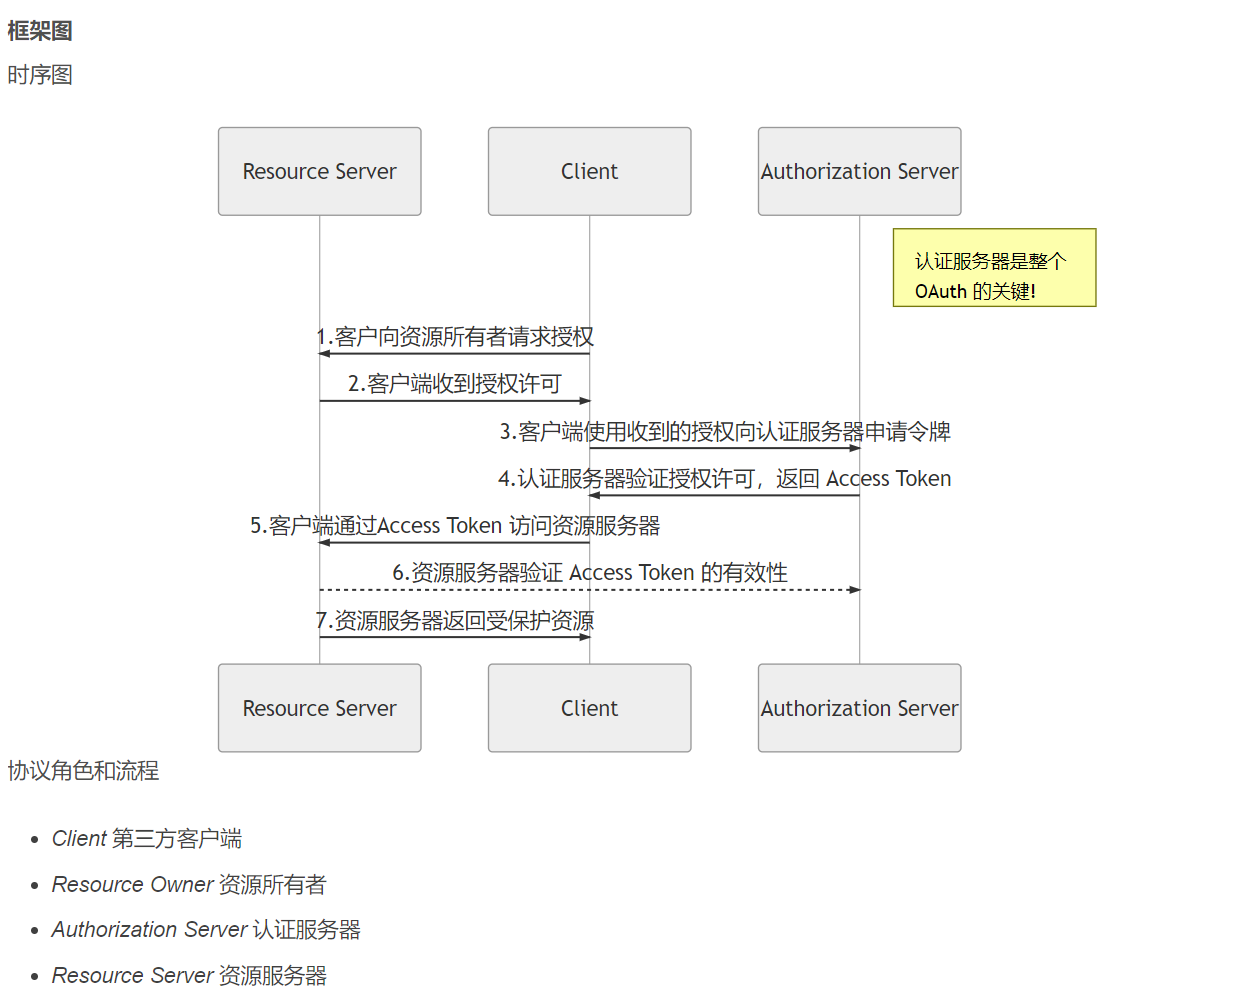 框架图
时序图
Resource Server
Client
Authorization Server
认证服务器是整个
OAuth 的关键!
1.客户向资源所有者请求授权
2.客户端收到授权许可
3.客户端使用收到的授权向认证服务器申请令牌
4.认证服务器验证授权许可，返回 Access Token
5.客户端通过Access Token 访问资源服务器
6.资源服务器验证 Access Token 的有效性
7.资源服务器返回受保护资源
Resource Server
Client
Authorization Server
协议角色和流程
• Client 第三方客户端
• Resource Owner 资源所有者
• Authorization Server 认证服务器
• Resource Server 资源服务器